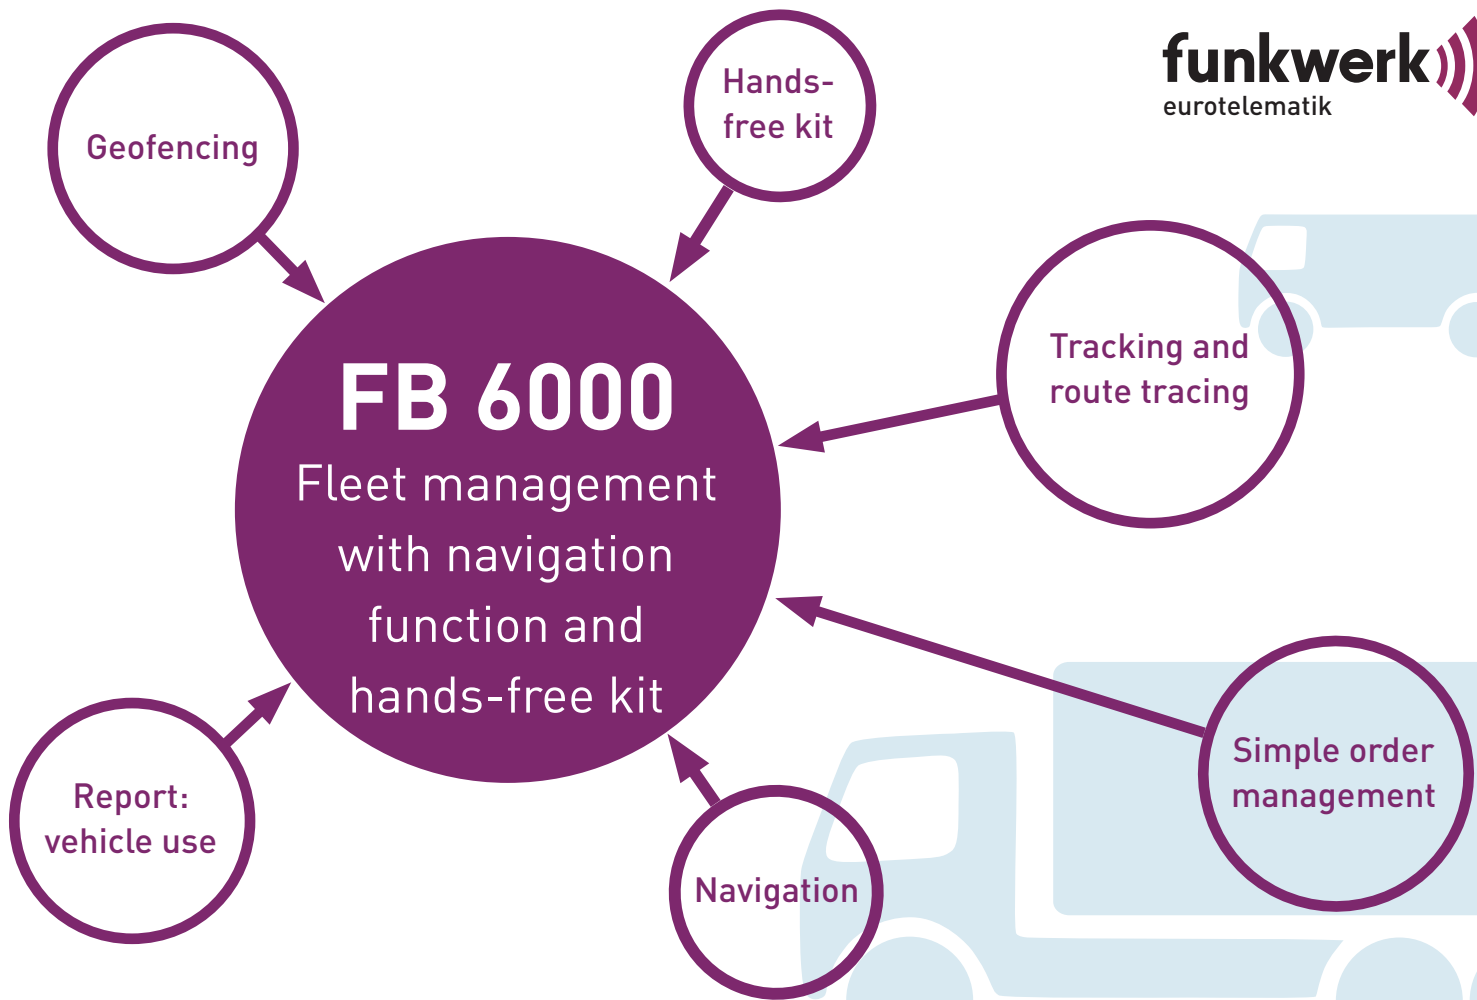 funkwerk
eurotelematik
Geofencing
Hands-
free kit
Tracking and
route tracing
FB 6000
Fleet management
with navigation
function and
hands-free kit
Simple order
management
Report:
vehicle use
Navigation